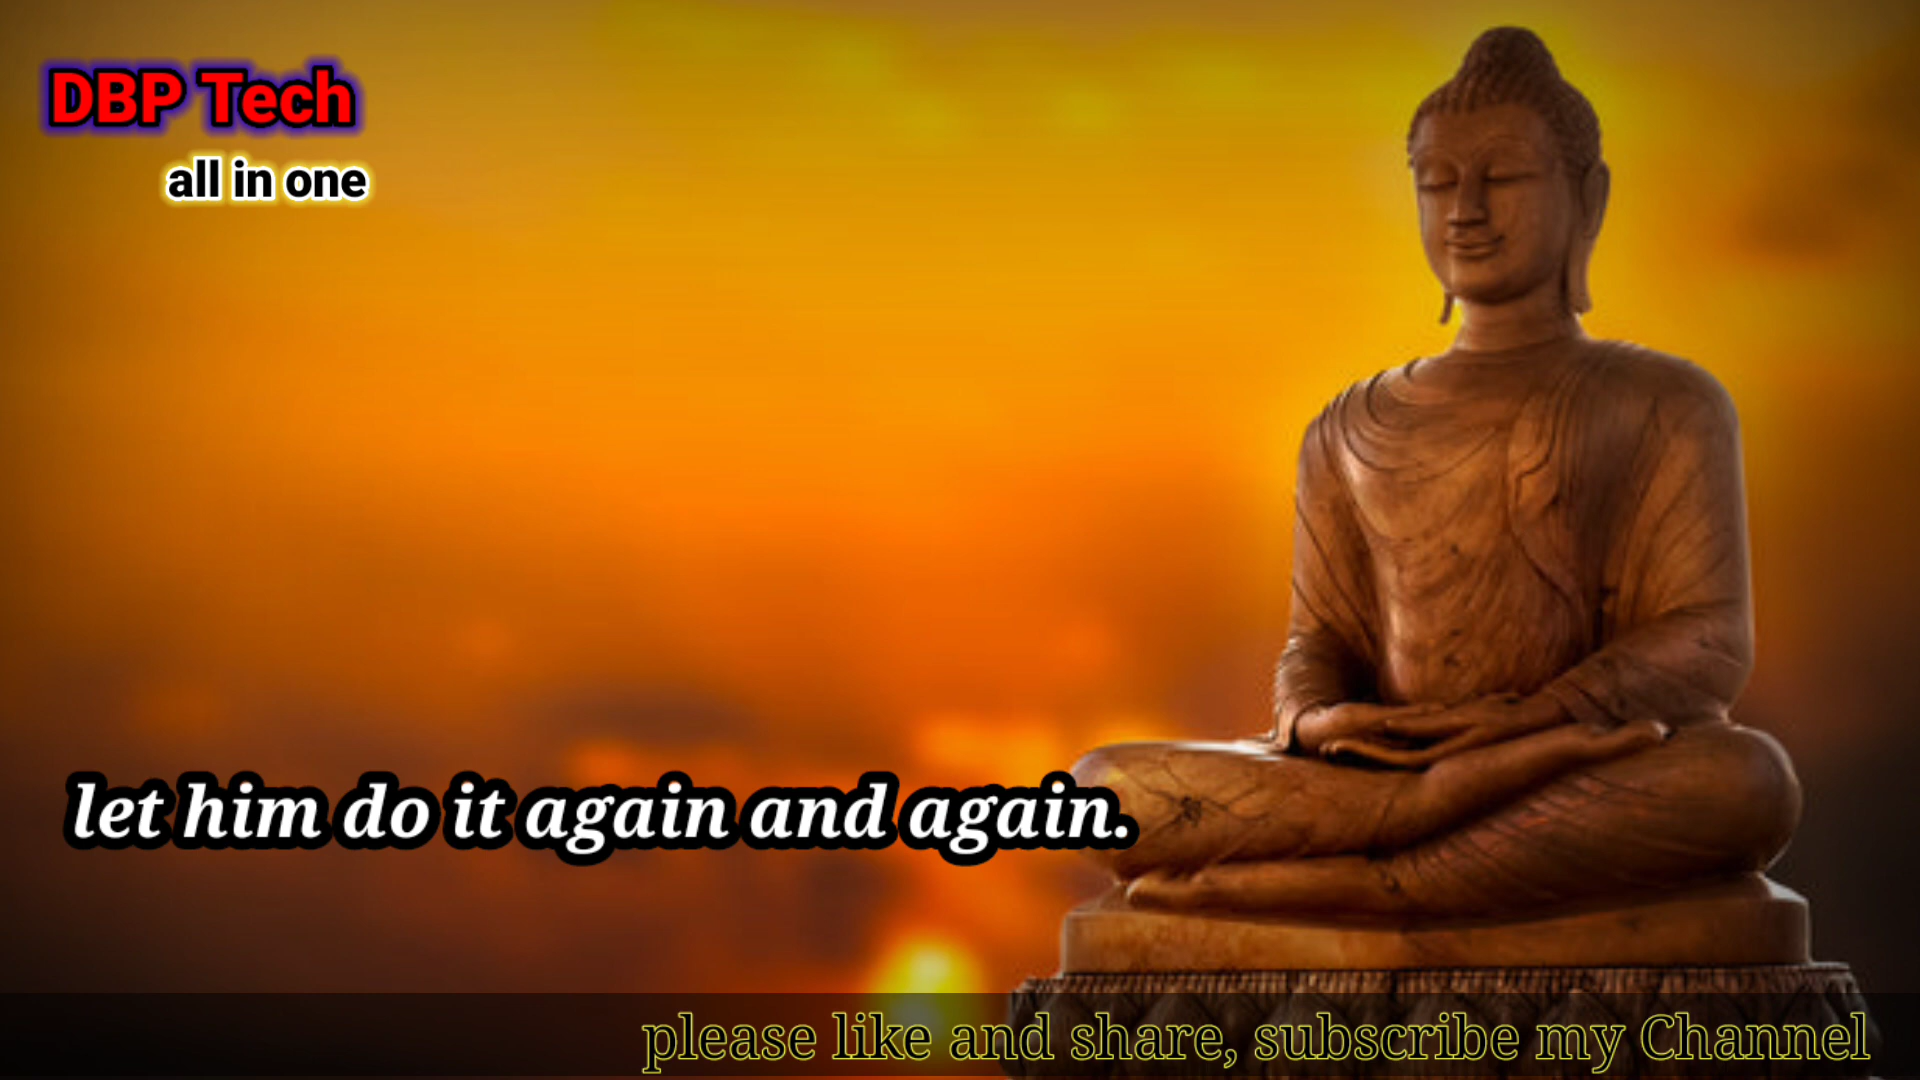 DBP Tech
all in one
let him do it again and again.
please like and share, subscribe my Channel